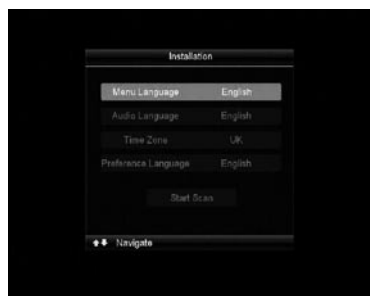 Installation
Menu Language English
Audio Language English
Time Zone UK
Preference Language English
Start Scan
Navigate